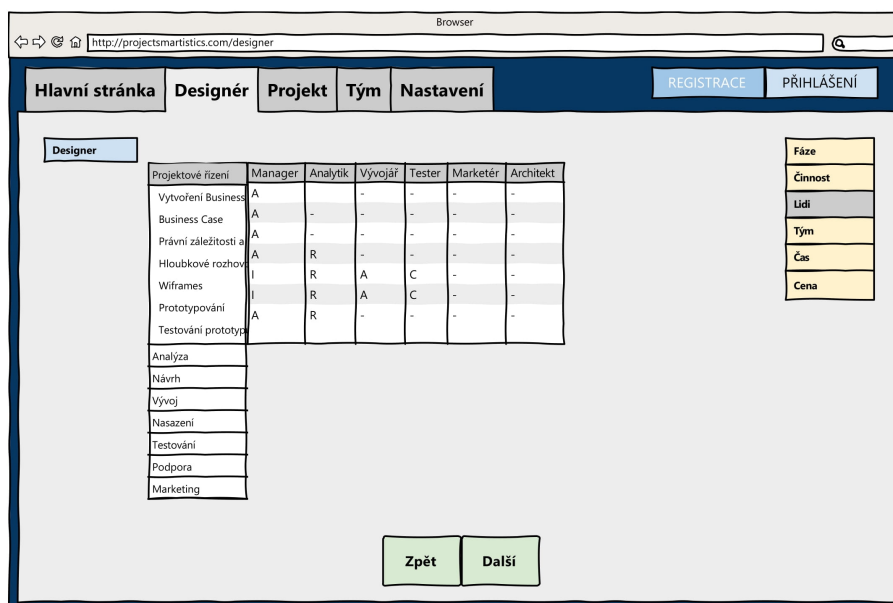 Browser
http://projectsmartistics.com/designer
Hlavní stránka Designér Projekt Tým Nastavení REGISTRACE PŘIHLÁŠENÍ
Designer
Fáze
Činnost
Lidi
Tým
Čas
Cena
Projektové řízení Manager Analytik Vývojář Tester Marketér Architekt
Vytvoření Business A - - - -
Business Case A - - - - -
Právní záležitosti a A - - - - -
Hloubkové rozhov A R - - - -
Wiframes I R A C - -
Prototypování I R A C - -
Testování prototyp A R - - - -
Analýza
Návrh
Vývoj
Nasazení
Testování
Podpora
Marketing
Zpět Další